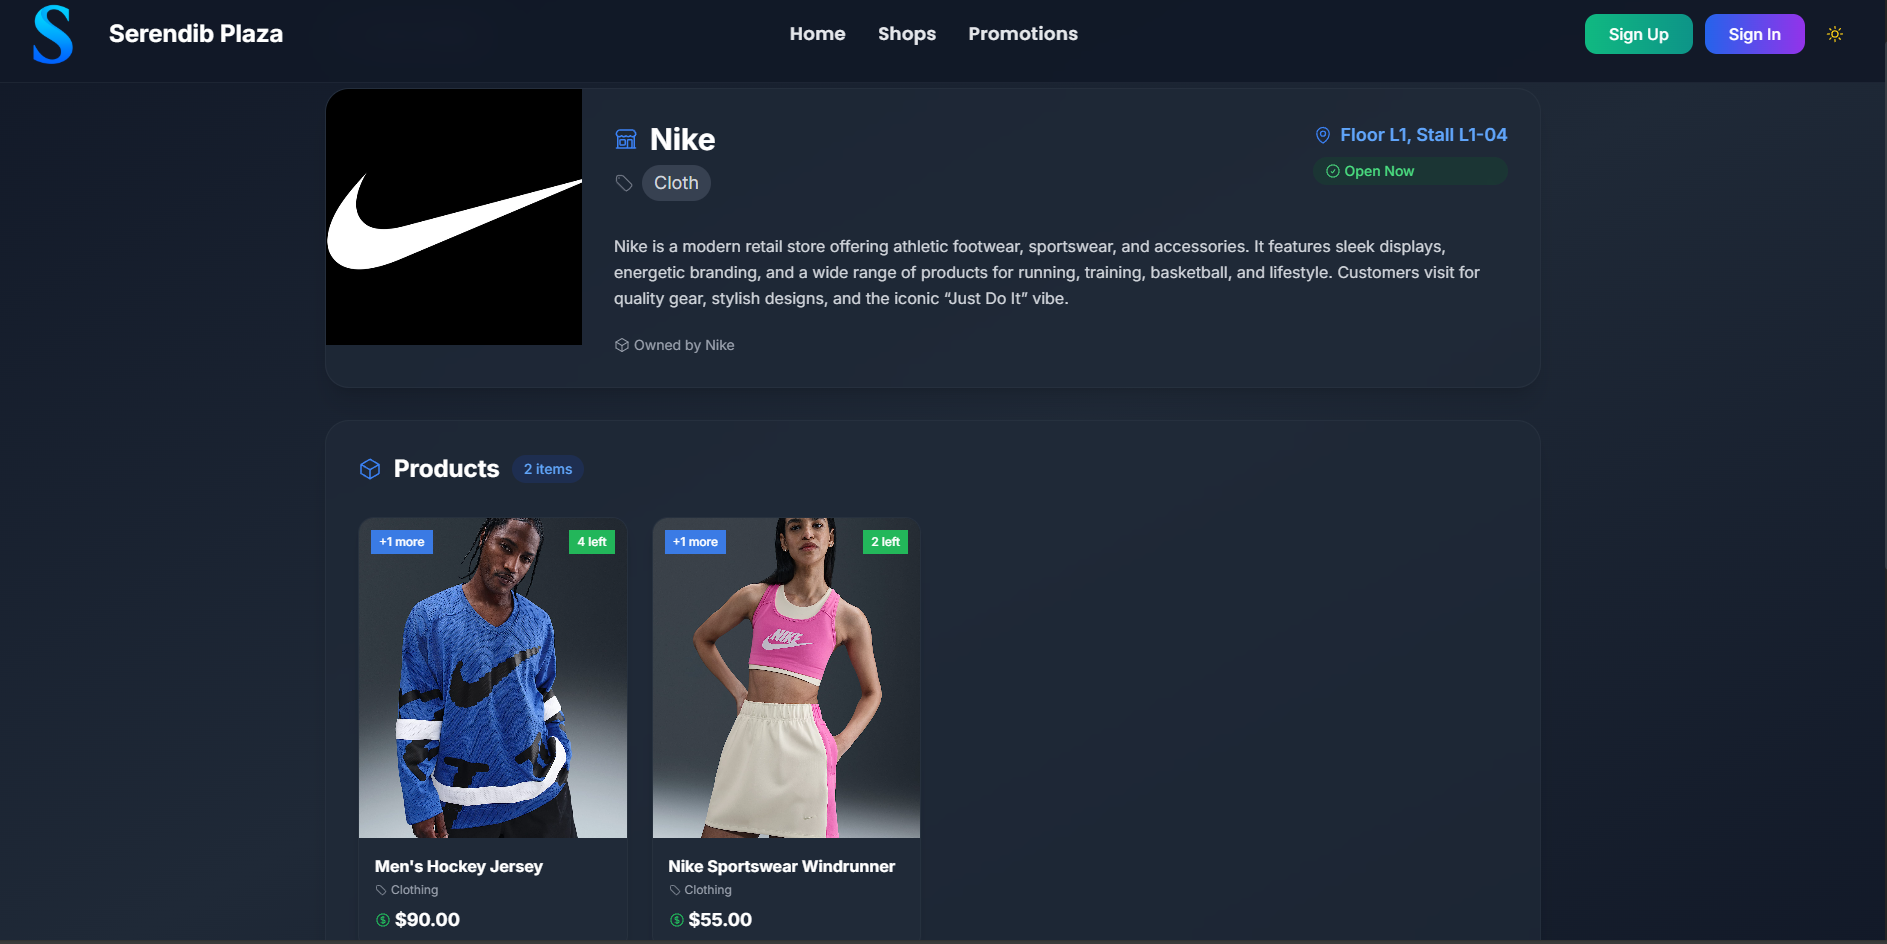 S
Serendib Plaza
Home
Shops
Promotions
Sign Up
Sign In
Nike
Floor L1, Stall L1-04
Cloth
Open Now
Nike is a modern retail store offering athletic footwear, sportswear, and accessories. It features sleek displays,
energetic branding, and a wide range of products for running, training, basketball, and lifestyle. Customers visit for
quality gear, stylish designs, and the iconic “Just Do It” vibe.
Owned by Nike
Products
2 items
+1 more
4 left
+1 more
2 left
NIKE
Men's Hockey Jersey
Clothing
$90.00
Nike Sportswear Windrunner
Clothing
$55.00